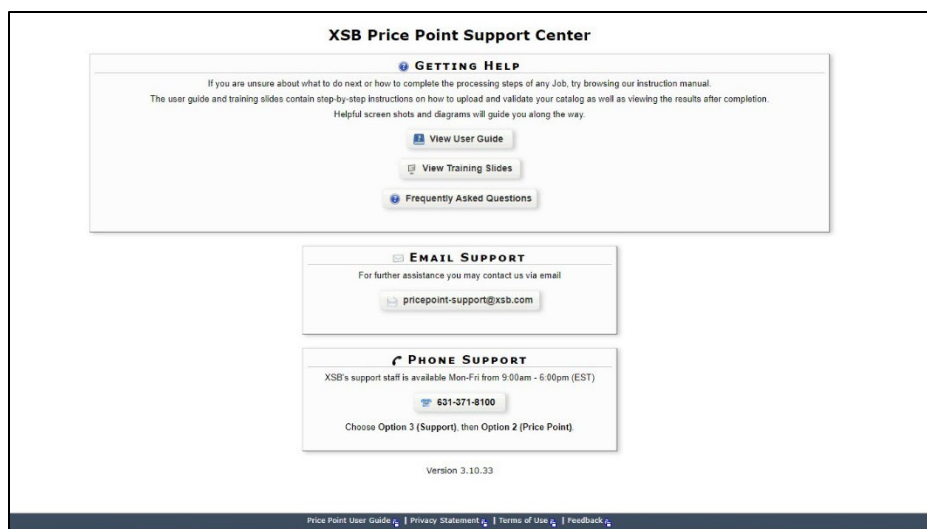 XSB Price Point Support Center
GETTING HELP
If you are unsure about what to do next or how to complete the processing steps of any Job, try browsing our instruction manual.
The user guide and training slides contain step-by-step instructions on how to upload and validate your catalog as well as viewing the results after completion.
Helpful screen shots and diagrams will guide you along the way.
View User Guide
View Training Slides
Frequently Asked Questions
EMAIL SUPPORT
For further assistance you may contact us via email
pricepoint-support@xsb.com
PHONE SUPPORT
XSB's support staff is available Mon-Fri from 9:00am - 6:00pm (EST)
631-371-8100
Choose Option 3 (Support), then Option 2 (Price Point).
Version 3.10.33
Price Point User Guide | Privacy Statement | Terms of Use | Feedback